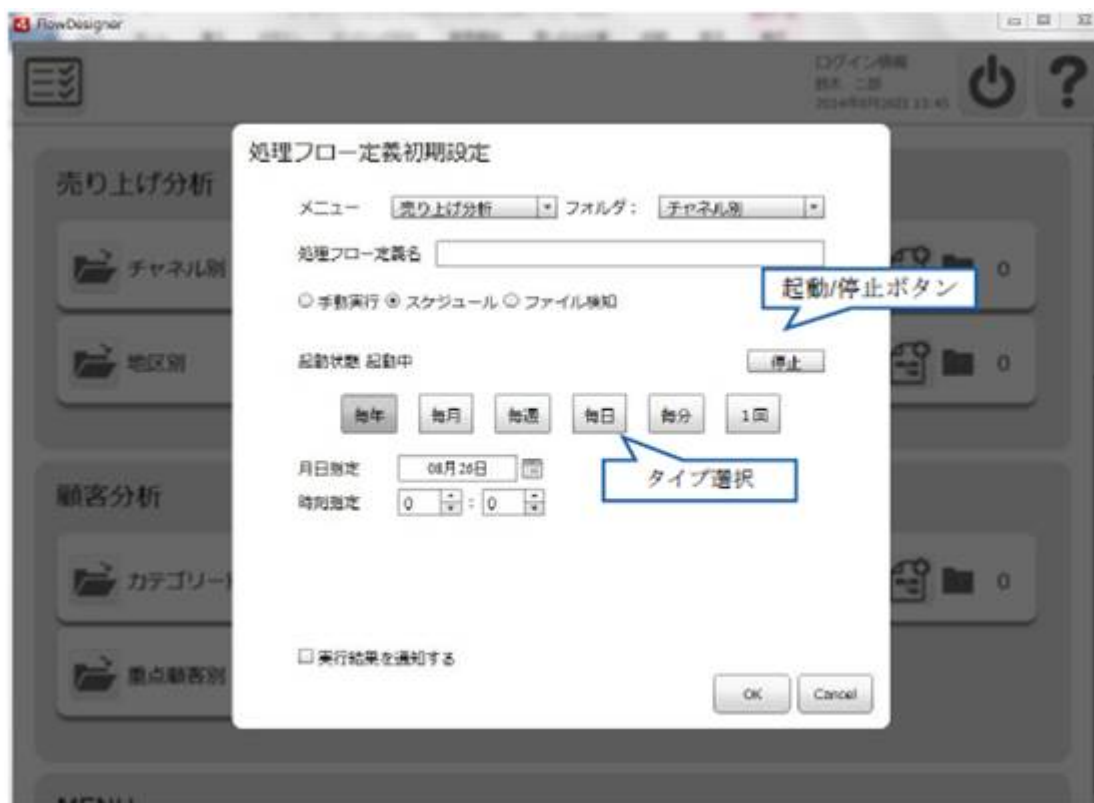 FlowDesigner
ログイン情報
鈴木 二郎
処理フロー定義初期設定
売り上げ分析
メニュー 売り上げ分析 フォルダ: チャネル別
処理フロー定義名
チャネル別 0
起動/停止ボタン
○ 手動実行 ◉ スケジュール ○ ファイル検知
地区別 0
起動状態 起動中 停止
毎年 毎月 毎週 毎日 毎分 1回
月日指定 08月26日
タイプ選択
時刻指定 0 : 0
顧客分析
カテゴリー 0
□ 実行結果を通知する
重点顧客別
OK Cancel
MENU